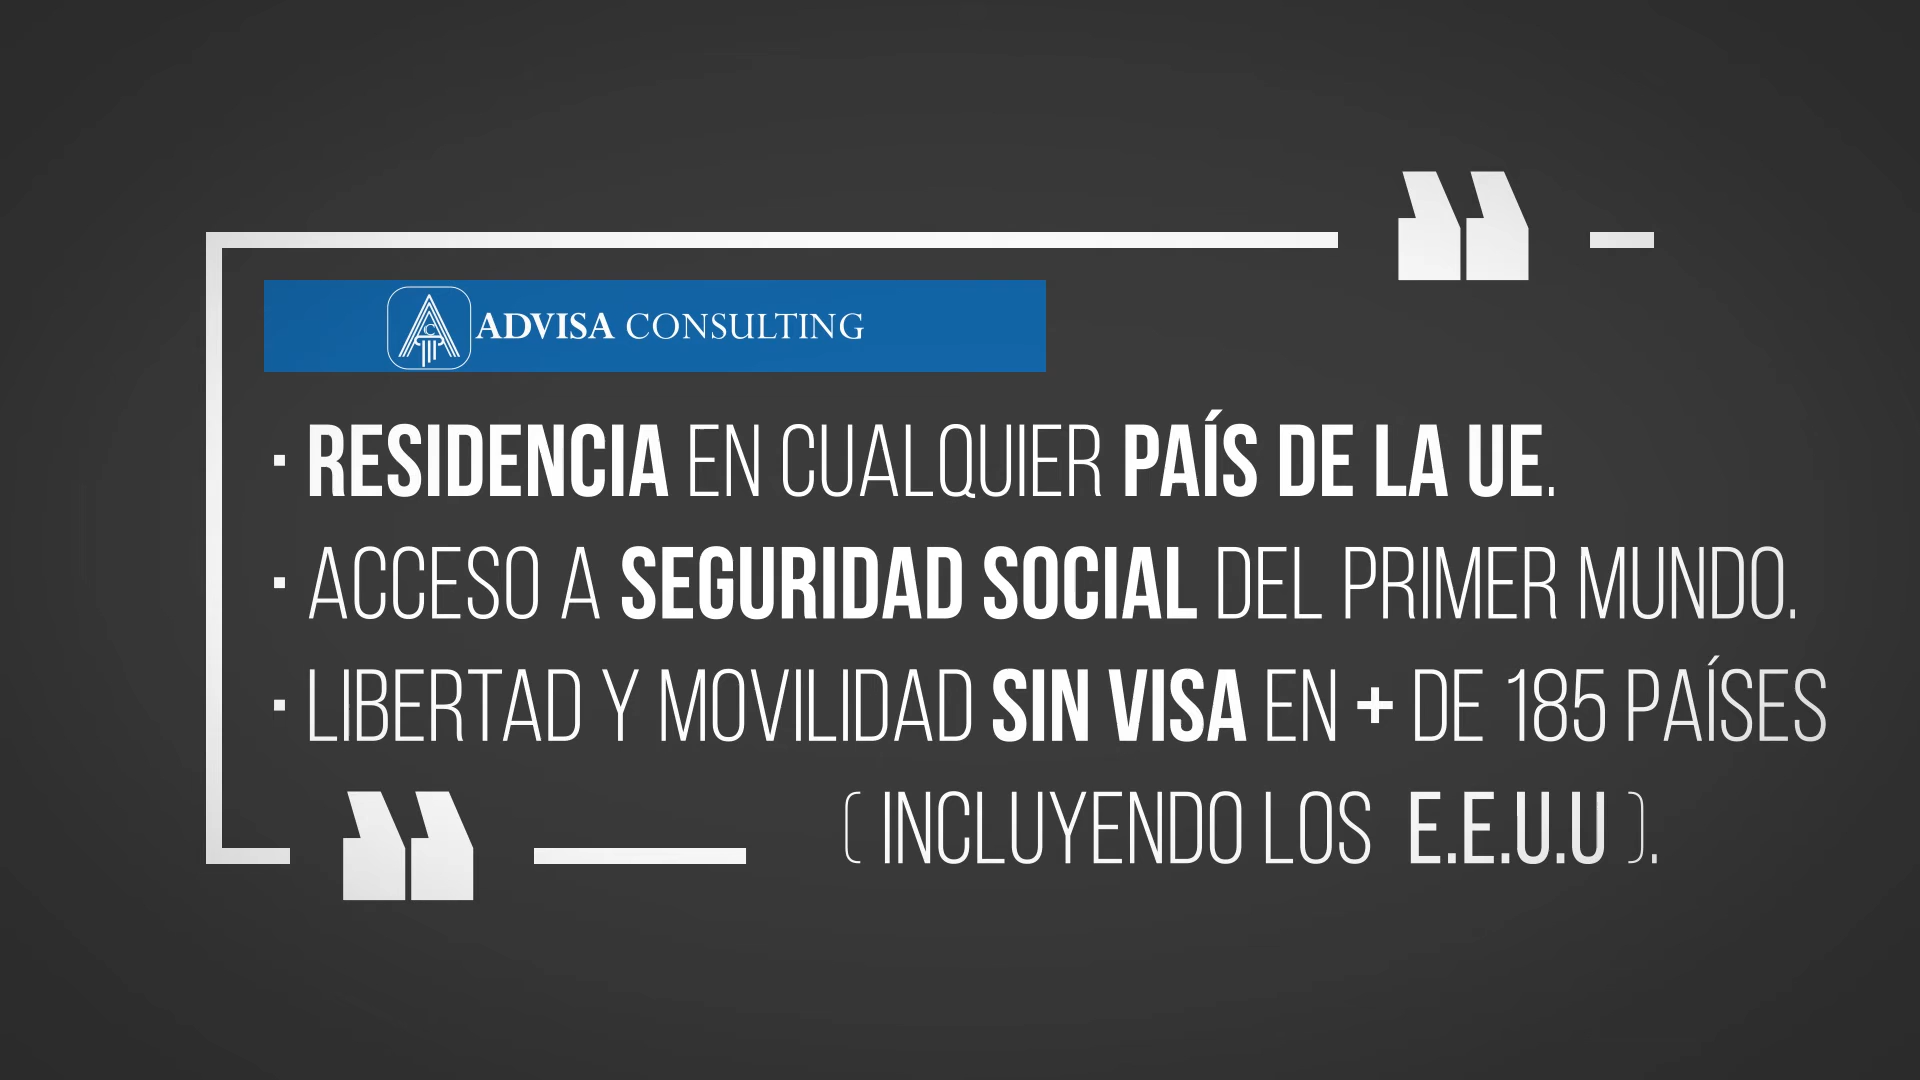 ADVISA CONSULTING
· RESIDENCIA EN CUALQUIER PAÍS DE LA UE.
· ACCESO A SEGURIDAD SOCIAL DEL PRIMER MUNDO.
· LIBERTAD Y MOVILIDAD SIN VISA EN + DE 185 PAÍSES
( INCLUYENDO LOS E.E.U.U ).